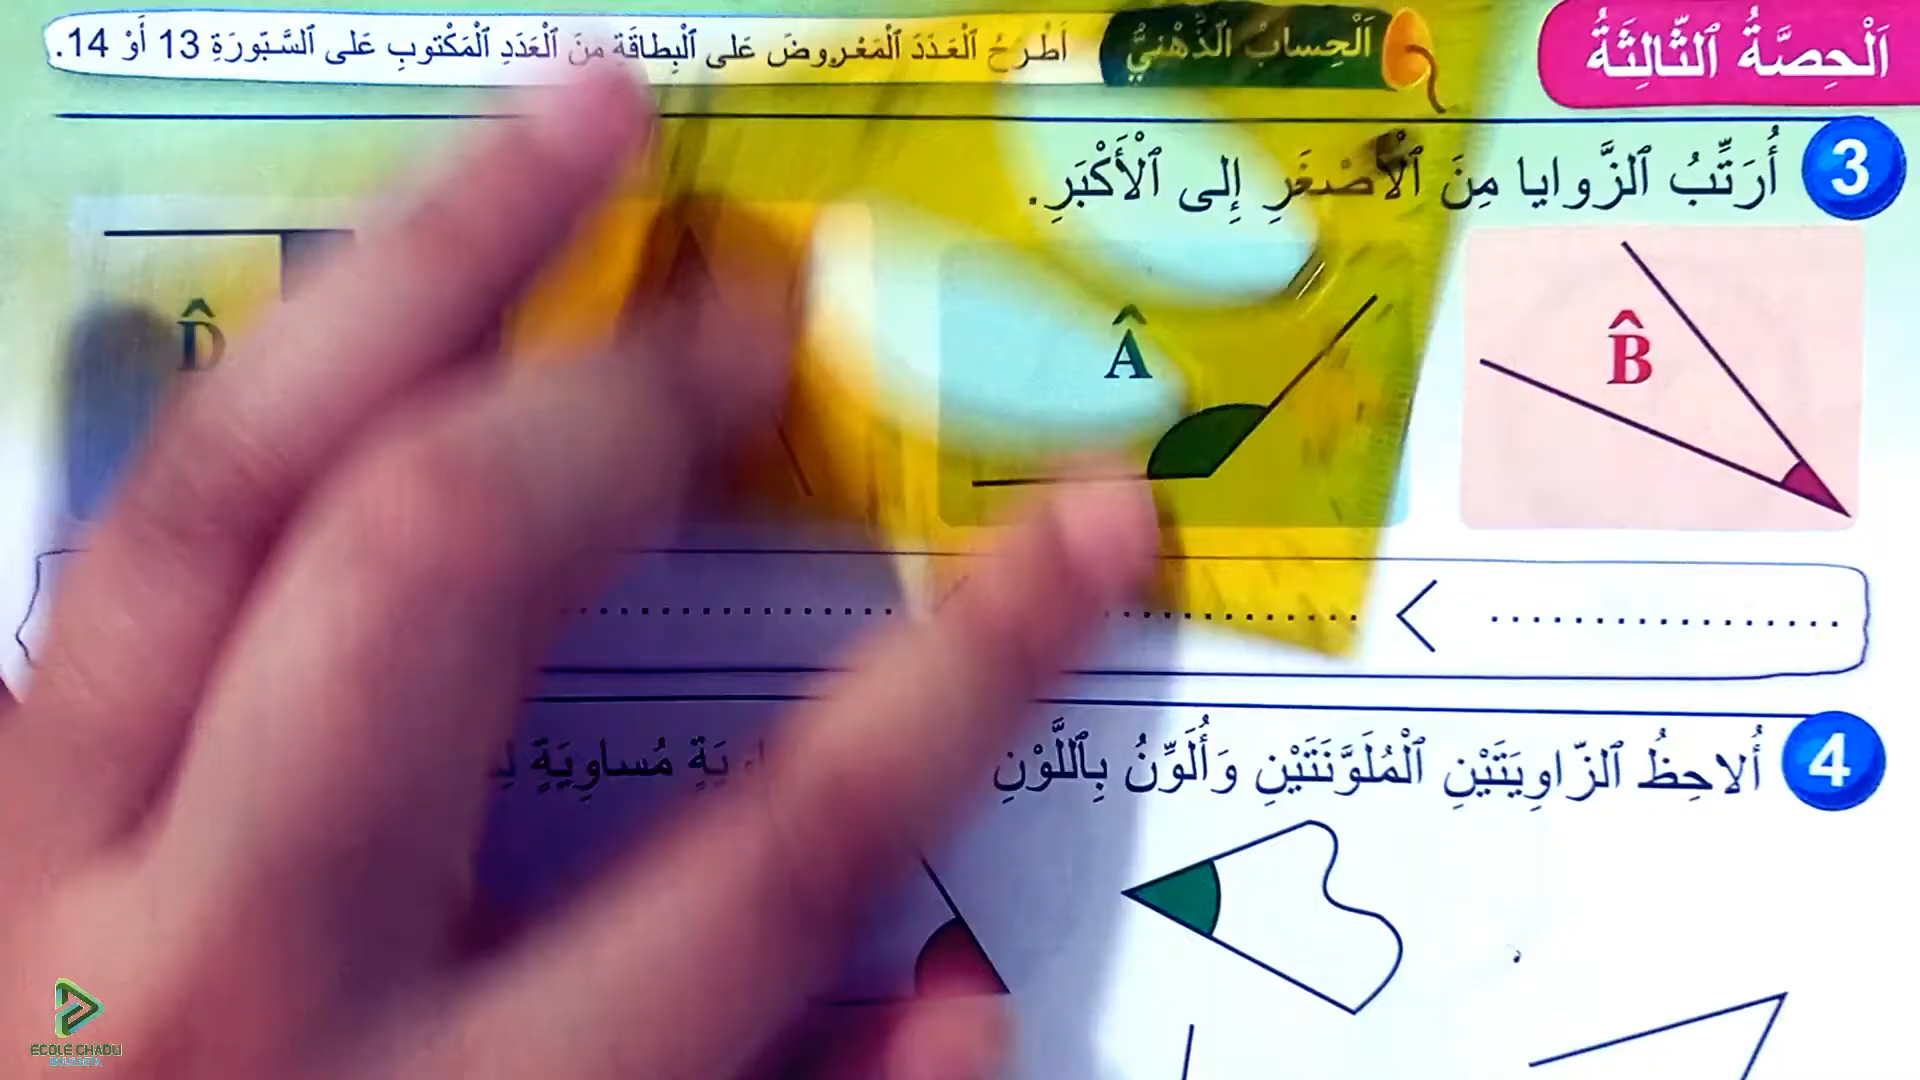 اَلْحِصَّةُ ٱلثّالِثَةُ
اَلْحِسابُ ٱلذِّهْنِيُّ
أَطْرَحُ ٱلْعَدَدَ ٱلْمَعْروضَ عَلى ٱلْبِطاقَةِ مِنَ ٱلْعَدَدِ ٱلْمَكْتوبِ عَلى ٱلسَّبّورَةِ 13 أَوْ 14.
3 أُرَتِّبُ ٱلزَّوايا مِنَ ٱلْأَصْغَرِ إِلى ٱلْأَكْبَرِ.
B̂
Â
D̂
................. < .................
4 أُلاحِظُ ٱلزّاوِيَتَيْنِ ٱلْمُلَوَّنَتَيْنِ وَأُلَوِّنُ بِٱللَّوْنِ
مُساوِيَةٍ
ECOLE CHADLI